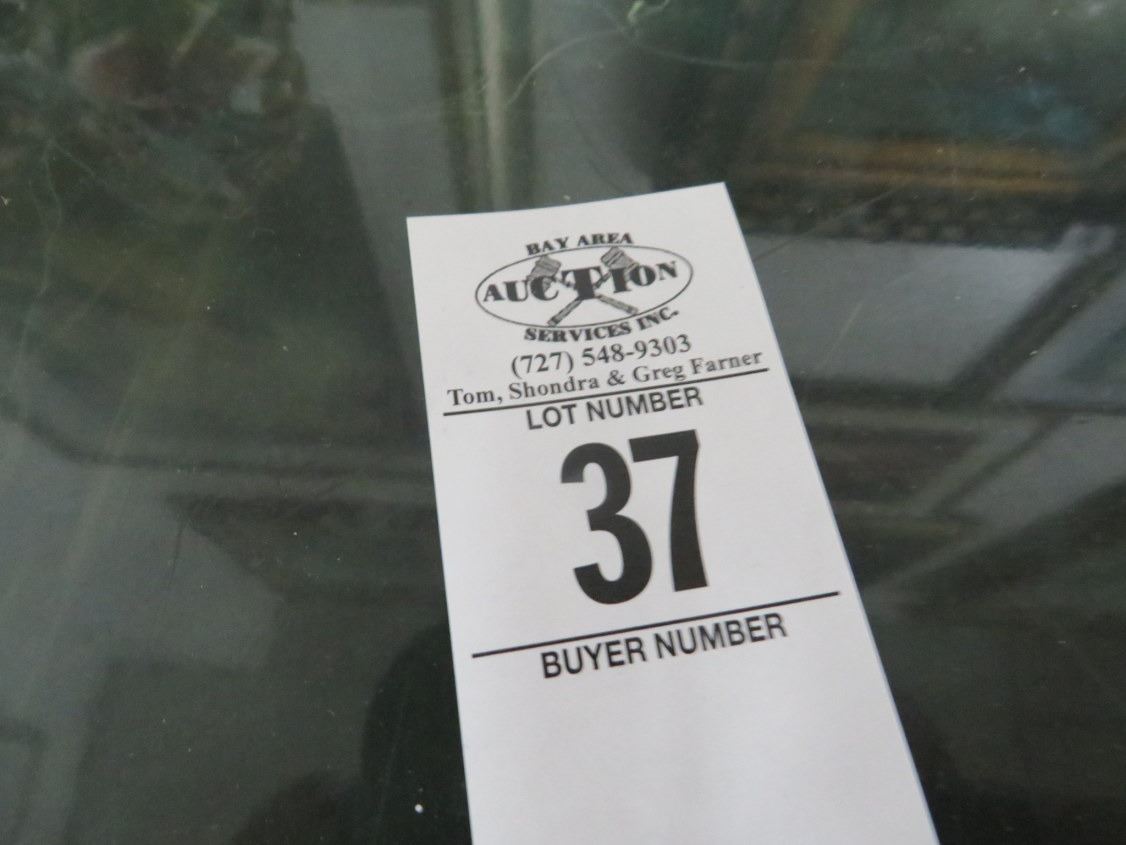 BAY AREA
AUCTION
SERVICES INC.
(727) 548-9303
Tom, Shondra & Greg Farner
LOT NUMBER
37
BUYER NUMBER